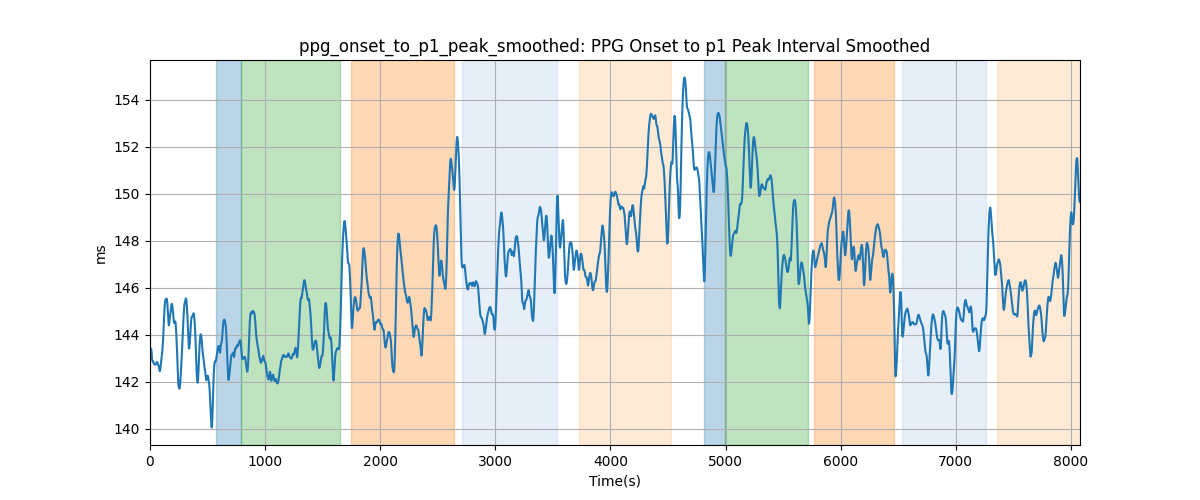 ppg_onset_to_p1_peak_smoothed: PPG Onset to p1 Peak Interval Smoothed
154
152
150
148
146
144
142
140
ms
0 1000 2000 3000 4000 5000 6000 7000 8000
Time(s)